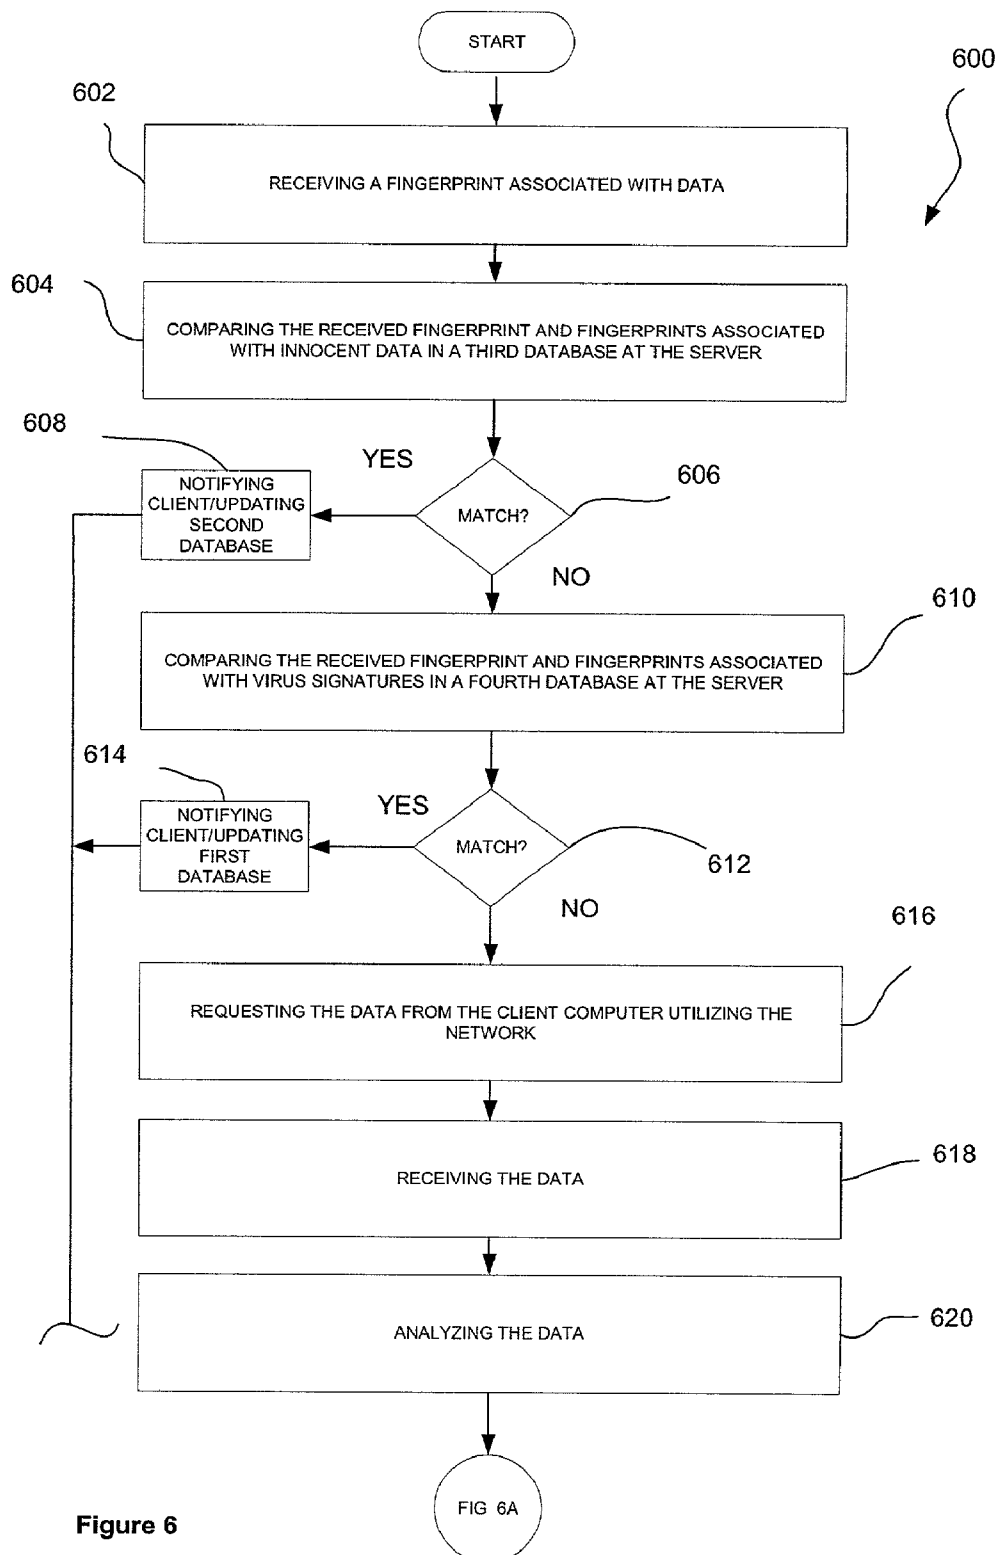 START
600
602
RECEIVING A FINGERPRINT ASSOCIATED WITH DATA
604
COMPARING THE RECEIVED FINGERPRINT AND FINGERPRINTS ASSOCIATED
WITH INNOCENT DATA IN A THIRD DATABASE AT THE SERVER
608
YES
NOTIFYING
CLIENT/UPDATING
SECOND
DATABASE
MATCH?
606
NO
610
COMPARING THE RECEIVED FINGERPRINT AND FINGERPRINTS ASSOCIATED
WITH VIRUS SIGNATURES IN A FOURTH DATABASE AT THE SERVER
614
YES
NOTIFYING
CLIENT/UPDATING
FIRST
DATABASE
MATCH?
612
NO
616
REQUESTING THE DATA FROM THE CLIENT COMPUTER UTILIZING THE
NETWORK
618
RECEIVING THE DATA
620
ANALYZING THE DATA
FIG 6A
Figure 6